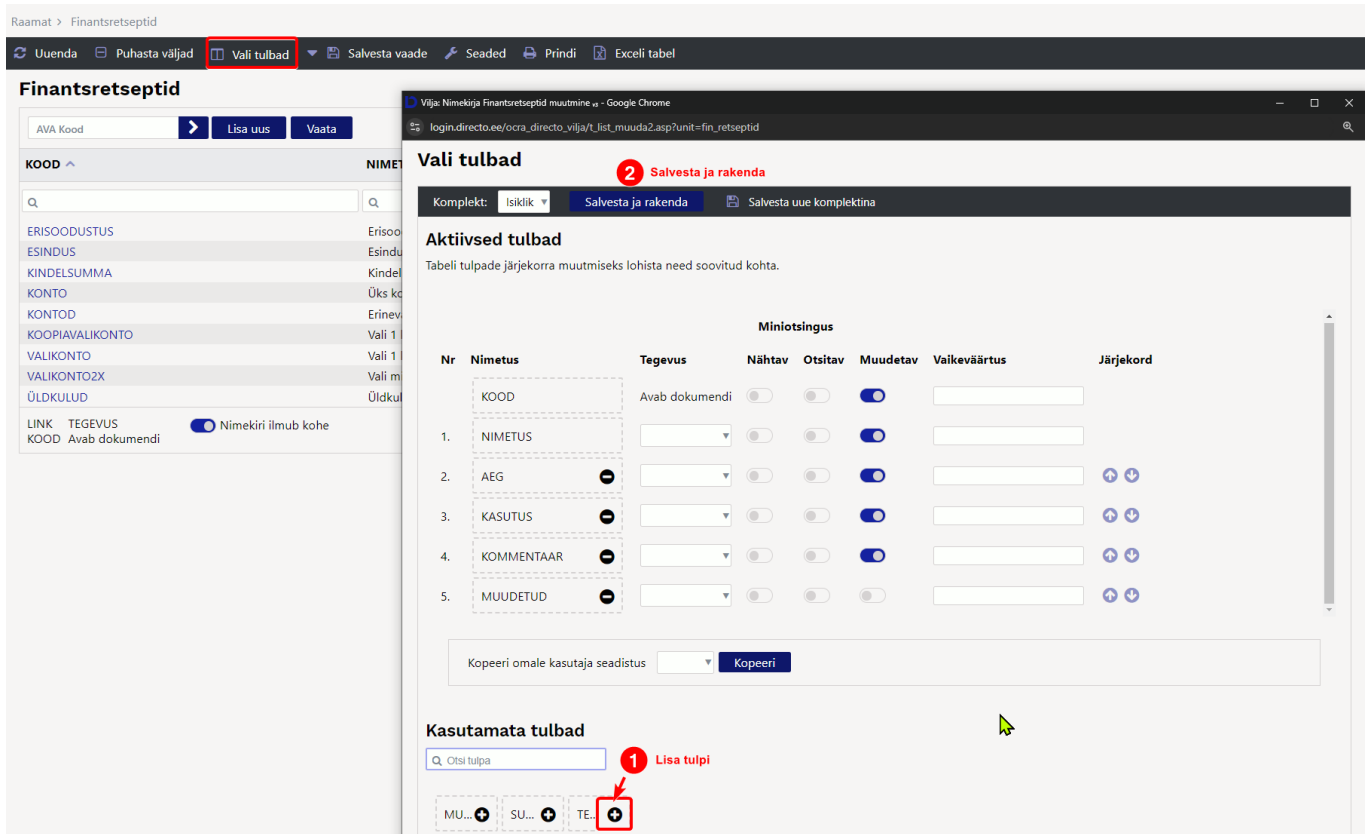 Raamat > Finantsretseptid
Uuenda Puhasta väljad Vali tulbad Salvesta vaade Seaded Prindi Exceli tabel
Finantsretseptid
AVA Kood Lisa uus Vaata
KOOD NIMET
ERISOODUSTUS Erisoo
ESINDUS Esindu
KINDELSUMMA Kindel
KONTO Üks ko
KONTOD Erinev
KOOPIAVALIKONTO Vali 1
VALIKONTO Vali 1
VALIKONTO2X Vali m
ÜLDKULUD Üldkul
LINK TEGEVUS
KOOD Avab dokumendi
Nimekiri ilmub kohe
Vilja: Nimekirja Finantsretseptid muutmine v3 - Google Chrome
login.directo.ee/ocra_directo_vilja/t_list_muuda2.asp?unit=fin_retseptid
Vali tulbad
2 Salvesta ja rakenda
Komplekt: Isiklik Salvesta ja rakenda Salvesta uue komplektina
Aktiivsed tulbad
Tabeli tulpade järjekorra muutmiseks lohista need soovitud kohta.
Miniotsingus
Nr Nimetus Tegevus Nähtav Otsitav Muudetav Vaikeväärtus Järjekord
KOOD Avab dokumendi
1. NIMETUS
2. AEG
3. KASUTUS
4. KOMMENTAAR
5. MUUDETUD
Kopeeri omale kasutaja seadistus Kopeeri
Kasutamata tulbad
Otsi tulpa
1 Lisa tulpi
MU... SU... TE...